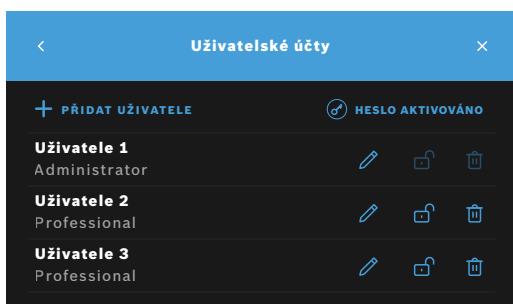 Uživatelské účty
PŘIDAT UŽIVATELE
HESLO AKTIVOVÁNO
Uživatele 1
Administrator
Uživatele 2
Professional
Uživatele 3
Professional